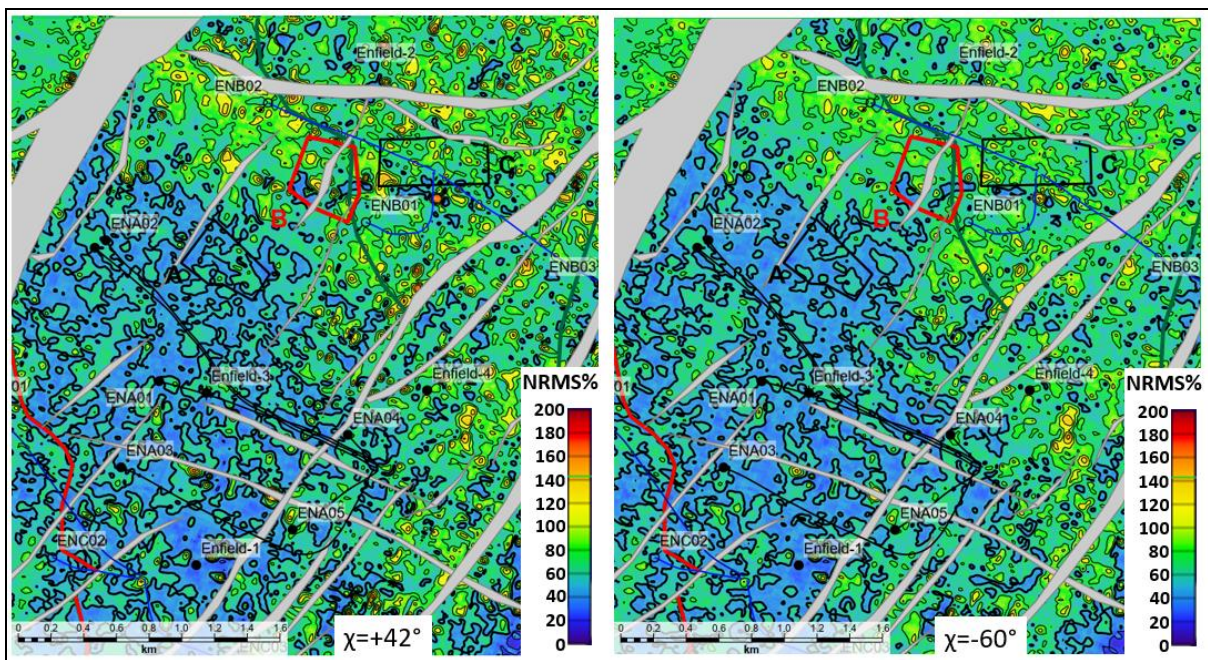 Enfield-2
ENB02
C
B
ENB01
ENA02
A
ENB03
Enfield-3
ENA01
Enfield-4
01
ENA04
ENA03
ENA05
ENC02
Enfield-1
NRMS%
200
180
160
140
120
100
80
60
40
20
0
0.0 0.2 0.4 0.6 0.8 1.0 1.2 1.4 1.6
km
ENC03
χ=+42°
Enfield-2
ENB02
C
B
ENB01
ENA02
A
ENB03
Enfield-3
ENA01
Enfield-4
01
ENA04
ENA03
ENA05
ENC02
Enfield-1
NRMS%
200
180
160
140
120
100
80
60
40
20
0
0.0 0.2 0.4 0.6 0.8 1.0 1.2 1.4 1.6
km
ENC03
χ=-60°